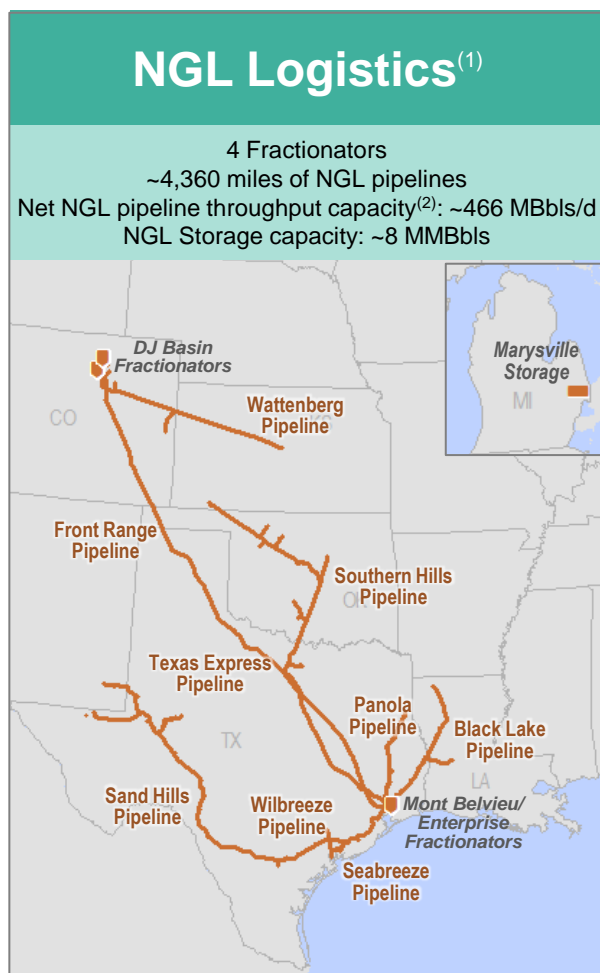 NGL Logistics(1)
4 Fractionators
~4,360 miles of NGL pipelines
Net NGL pipeline throughput capacity(2): ~466 MBbls/d
NGL Storage capacity: ~8 MMBbls
DJ Basin
Fractionators
Marysville
Storage
MI
CO
Wattenberg
Pipeline
KS
Front Range
Pipeline
Southern Hills
Pipeline
OK
Texas Express
Pipeline
Panola
Pipeline
Black Lake
Pipeline
TX
LA
Sand Hills
Pipeline
Wilbreeze
Pipeline
Mont Belvieu/
Enterprise
Fractionators
Seabreeze
Pipeline